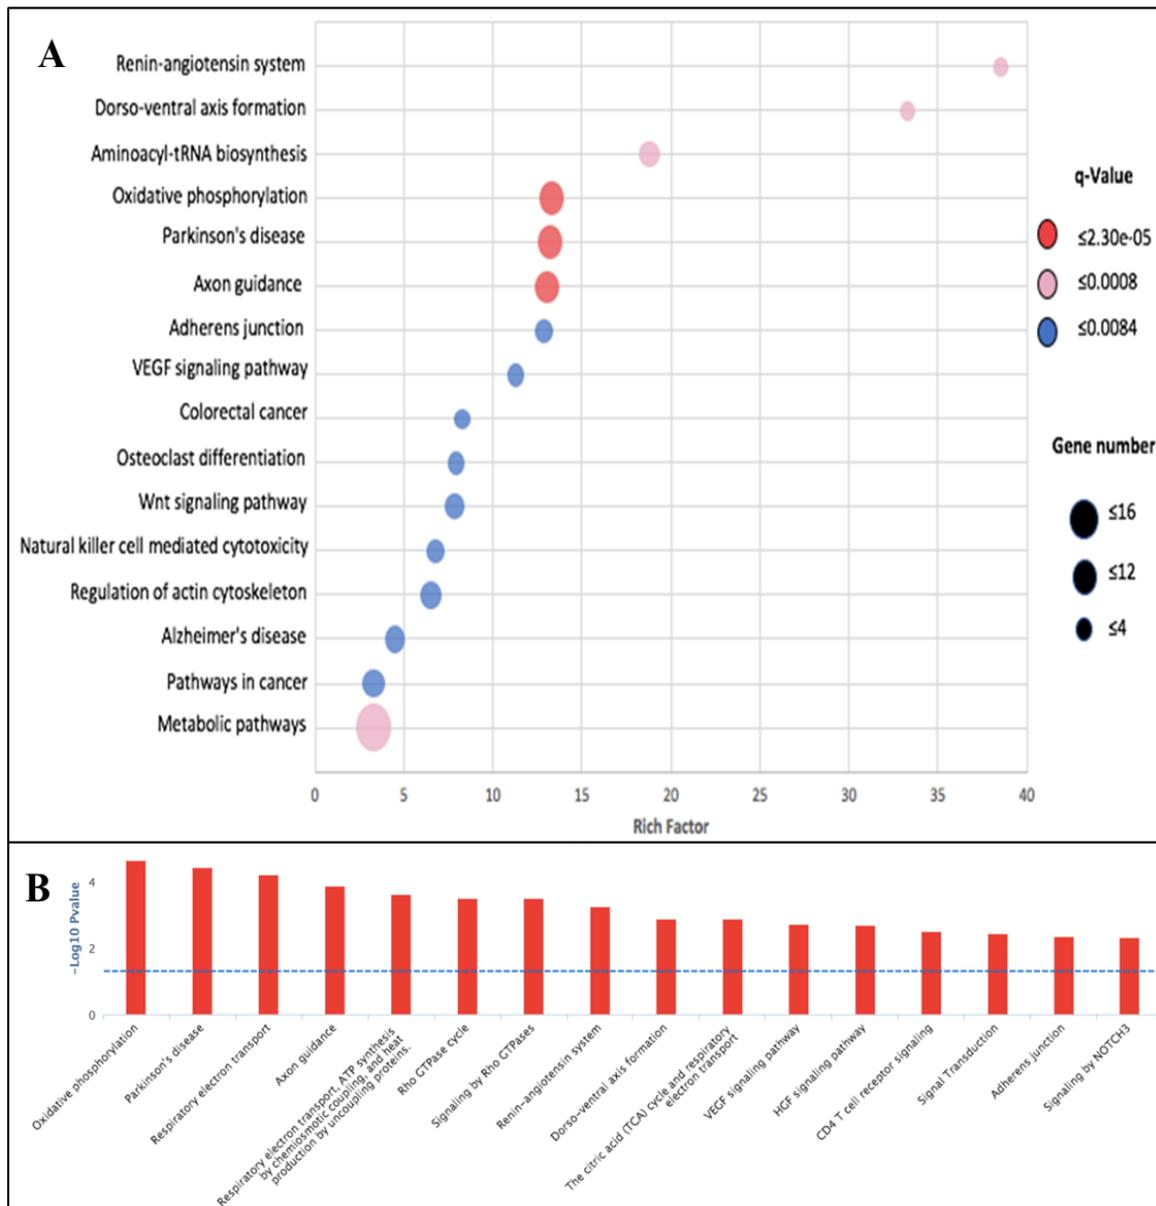 A
Renin-angiotensin system
Dorso-ventral axis formation
Aminoacyl-tRNA biosynthesis
Oxidative phosphorylation
Parkinson's disease
Axon guidance
Adherens junction
VEGF signaling pathway
Colorectal cancer
Osteoclast differentiation
Wnt signaling pathway
Natural killer cell mediated cytotoxicity
Regulation of actin cytoskeleton
Alzheimer's disease
Pathways in cancer
Metabolic pathways
0 5 10 15 20 25 30 35 40
Rich Factor
q-Value
≤2.30e-05
≤0.0008
≤0.0084
Gene number
≤16
≤12
≤4
B
-Log10 Pvalue
4
2
0
Oxidative phosphorylation
Parkinson's disease
Respiratory electron transport
Axon guidance
Respiratory electron transport, ATP synthesis
by chemiosmotic coupling, and heat
production by uncoupling proteins.
Rho GTPase cycle
Signaling by Rho GTPases
Renin-angiotensin system
Dorso-ventral axis formation
The citric acid (TCA) cycle and respiratory
electron transport
VEGF signaling pathway
HGF signaling pathway
CD4 T cell receptor signaling
Signal Transduction
Adherens junction
Signaling by NOTCH3